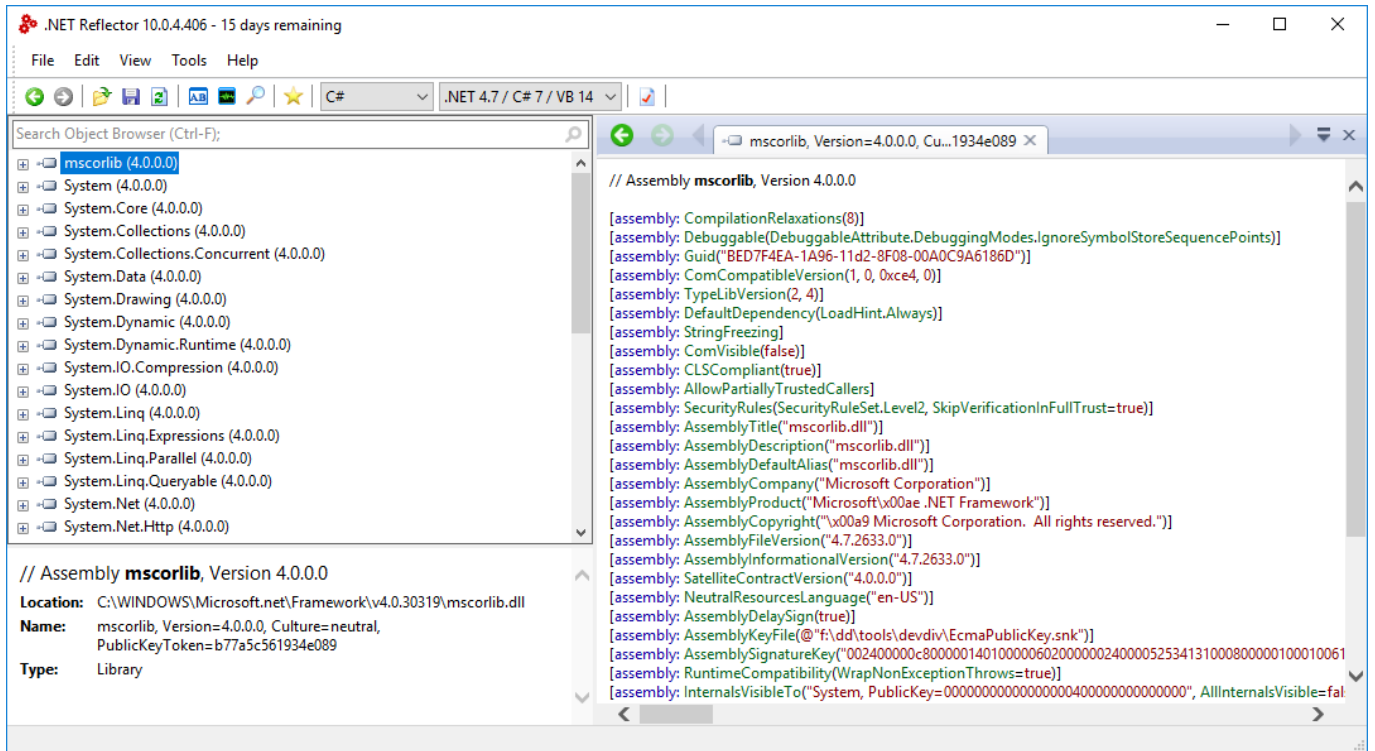 .NET Reflector 10.0.4.406 - 15 days remaining
File Edit View Tools Help
C# .NET 4.7 / C# 7 / VB 14
Search Object Browser (Ctrl-F);
mscorlib (4.0.0.0)
System (4.0.0.0)
System.Core (4.0.0.0)
System.Collections (4.0.0.0)
System.Collections.Concurrent (4.0.0.0)
System.Data (4.0.0.0)
System.Drawing (4.0.0.0)
System.Dynamic (4.0.0.0)
System.Dynamic.Runtime (4.0.0.0)
System.IO.Compression (4.0.0.0)
System.IO (4.0.0.0)
System.Linq (4.0.0.0)
System.Linq.Expressions (4.0.0.0)
System.Linq.Parallel (4.0.0.0)
System.Linq.Queryable (4.0.0.0)
System.Net (4.0.0.0)
System.Net.Http (4.0.0.0)
// Assembly mscorlib, Version 4.0.0.0
Location: C:\WINDOWS\Microsoft.net\Framework\v4.0.30319\mscorlib.dll
Name: mscorlib, Version=4.0.0.0, Culture=neutral,
PublicKeyToken=b77a5c561934e089
Type: Library
mscorlib, Version=4.0.0.0, Cu...1934e089
// Assembly mscorlib, Version 4.0.0.0
[assembly: CompilationRelaxations(8)]
[assembly: Debuggable(DebuggableAttribute.DebuggingModes.IgnoreSymbolStoreSequencePoints)]
[assembly: Guid("BED7F4EA-1A96-11d2-8F08-00A0C9A6186D")]
[assembly: ComCompatibleVersion(1, 0, 0xce4, 0)]
[assembly: TypeLibVersion(2, 4)]
[assembly: DefaultDependency(LoadHint.Always)]
[assembly: StringFreezing]
[assembly: ComVisible(false)]
[assembly: CLSCompliant(true)]
[assembly: AllowPartiallyTrustedCallers]
[assembly: SecurityRules(SecurityRuleSet.Level2, SkipVerificationInFullTrust=true)]
[assembly: AssemblyTitle("mscorlib.dll")]
[assembly: AssemblyDescription("mscorlib.dll")]
[assembly: AssemblyDefaultAlias("mscorlib.dll")]
[assembly: AssemblyCompany("Microsoft Corporation")]
[assembly: AssemblyProduct("Microsoft\x00ae .NET Framework")]
[assembly: AssemblyCopyright("\x00a9 Microsoft Corporation.  All rights reserved.")]
[assembly: AssemblyFileVersion("4.7.2633.0")]
[assembly: AssemblyInformationalVersion("4.7.2633.0")]
[assembly: SatelliteContractVersion("4.0.0.0")]
[assembly: NeutralResourcesLanguage("en-US")]
[assembly: AssemblyDelaySign(true)]
[assembly: AssemblyKeyFile(@"f:\dd\tools\devdiv\EcmaPublicKey.snk")]
[assembly: AssemblySignatureKey("002400000c80000014010000060200000024000052534131000800000100010061
[assembly: RuntimeCompatibility(WrapNonExceptionThrows=true)]
[assembly: InternalsVisibleTo("System, PublicKey=00000000000000000400000000000000", AllInternalsVisible=fal